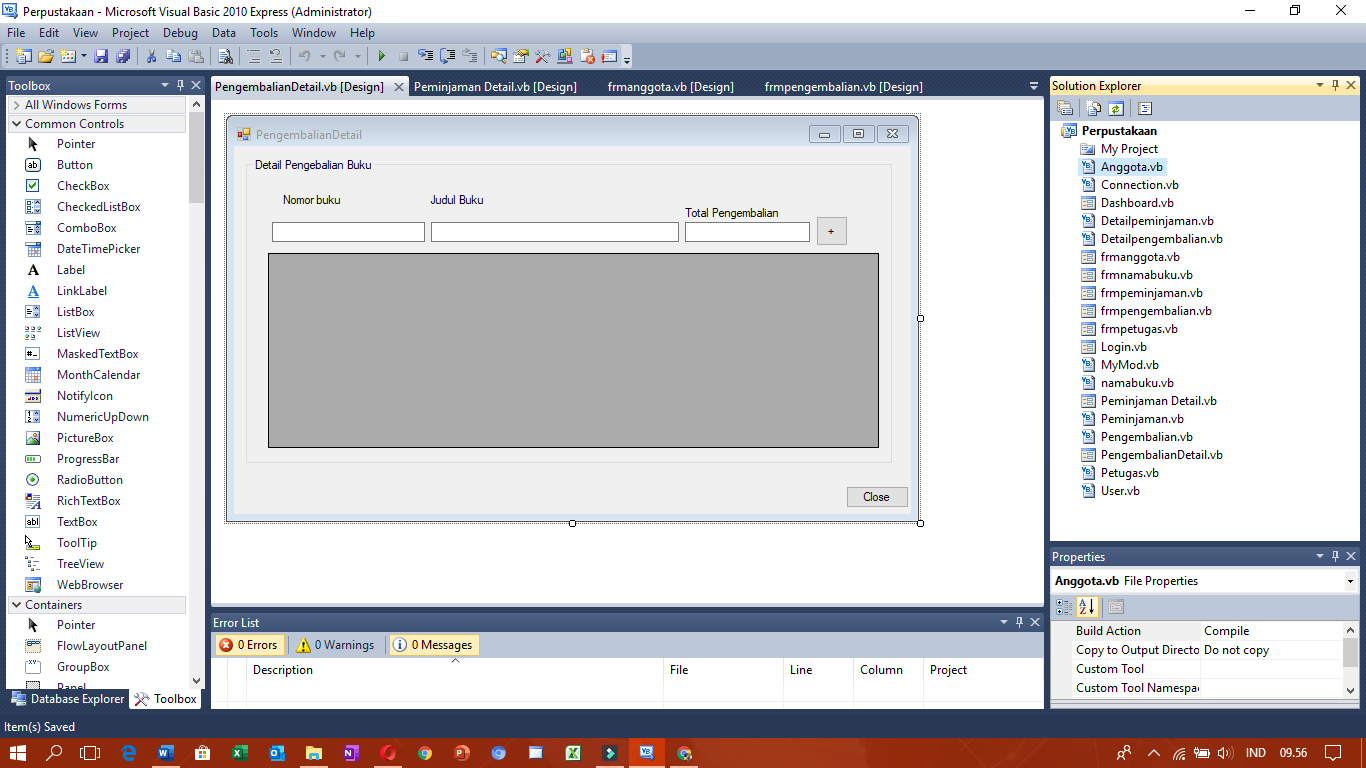 Perpustakaan - Microsoft Visual Basic 2010 Express (Administrator)
File Edit View Project Debug Data Tools Window Help
Toolbox
All Windows Forms
Common Controls
Pointer
Button
CheckBox
CheckedListBox
ComboBox
DateTimePicker
Label
LinkLabel
ListBox
ListView
MaskedTextBox
MonthCalendar
NotifyIcon
NumericUpDown
PictureBox
ProgressBar
RadioButton
RichTextBox
TextBox
ToolTip
TreeView
WebBrowser
Containers
Pointer
FlowLayoutPanel
GroupBox
Panel
Database Explorer Toolbox
PengembalianDetail.vb [Design] Peminjaman Detail.vb [Design] frmanggota.vb [Design] frmpengembalian.vb [Design]
PengembalianDetail
Detail Pengebalian Buku
Nomor buku Judul Buku
Total Pengembalian
+
Close
Error List
0 Errors 0 Warnings 0 Messages
Description File Line Column Project
Solution Explorer
Perpustakaan
My Project
Anggota.vb
Connection.vb
Dashboard.vb
Detailpeminjaman.vb
Detailpengembalian.vb
frmanggota.vb
frmnamabuku.vb
frmpeminjaman.vb
frmpengembalian.vb
frmpetugas.vb
Login.vb
MyMod.vb
namabuku.vb
Peminjaman Detail.vb
Peminjaman.vb
Pengembalian.vb
PengembalianDetail.vb
Petugas.vb
User.vb
Properties
Anggota.vb File Properties
Build Action Compile
Copy to Output Directo Do not copy
Custom Tool
Custom Tool Namespa
Item(s) Saved
IND 09.56